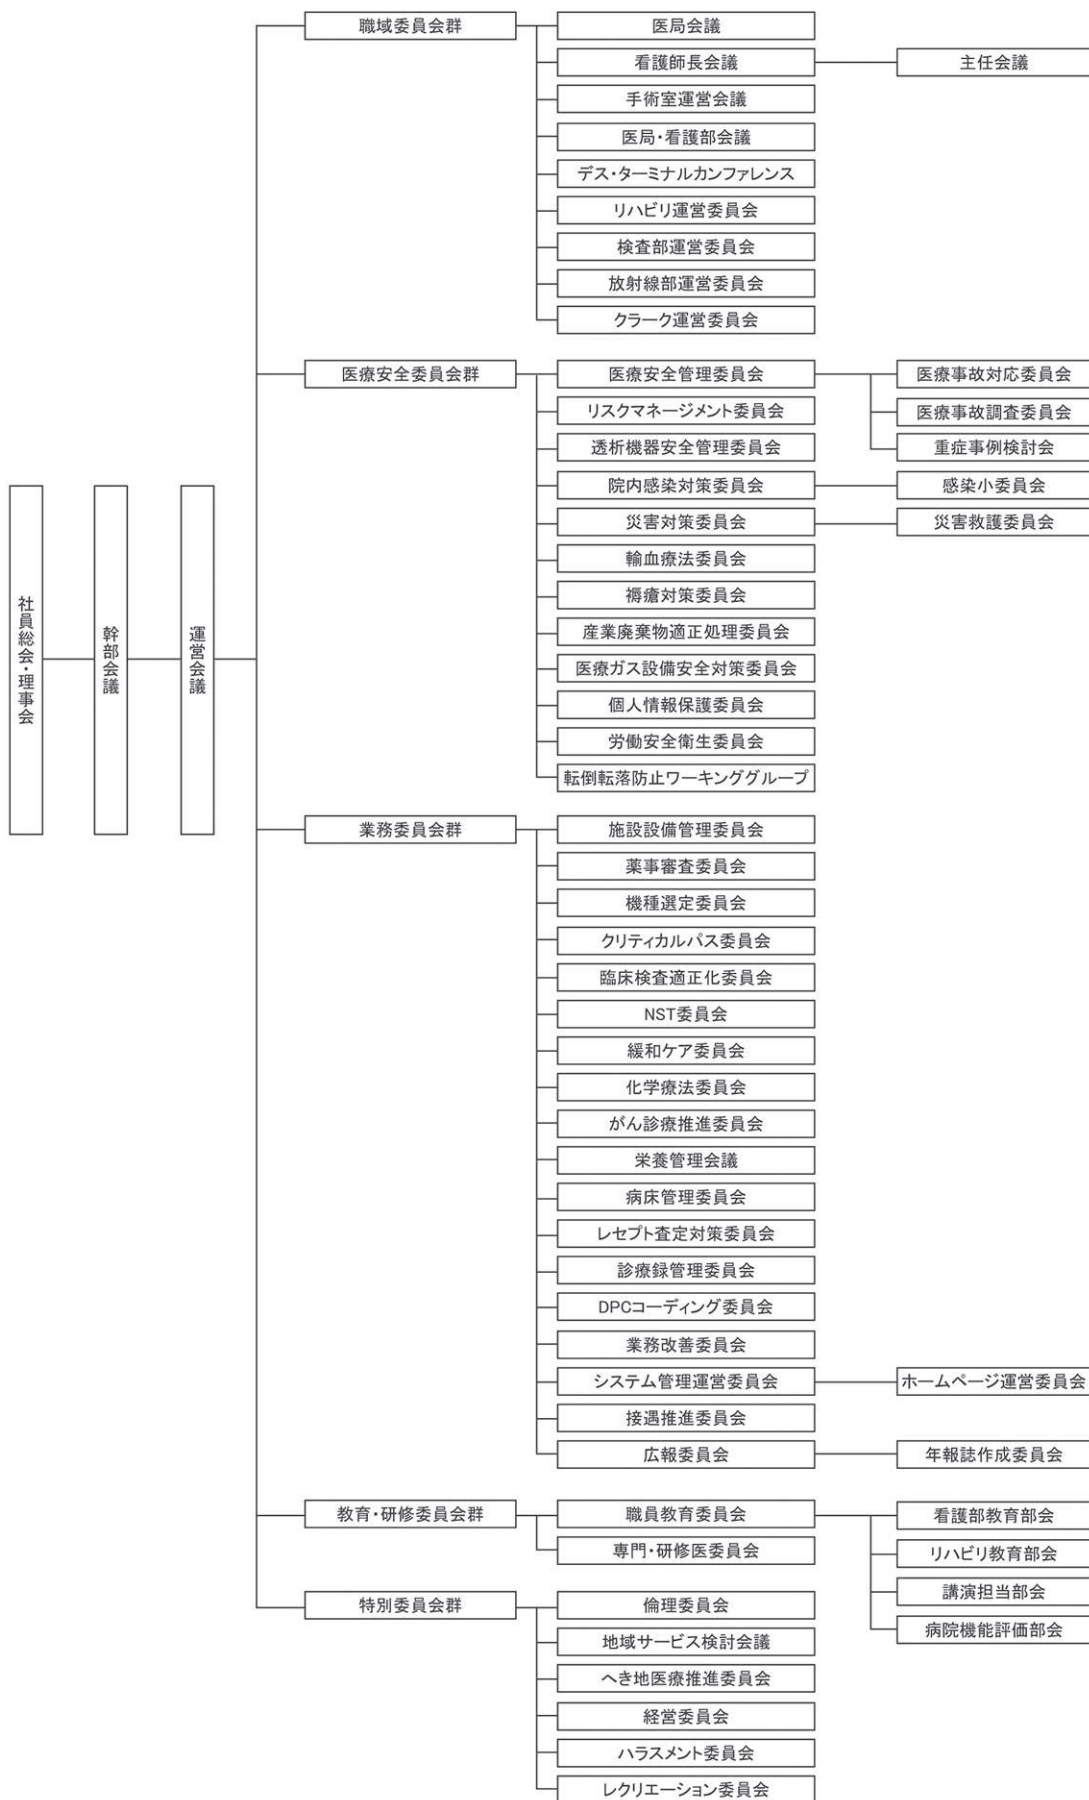 社員総会・理事会
幹部会議
運営会議
職域委員会群
医局会議
看護師長会議
主任会議
手術室運営会議
医局・看護部会議
デス・ターミナルカンファレンス
リハビリ運営委員会
検査部運営委員会
放射線部運営委員会
クラーク運営委員会
医療安全委員会群
医療安全管理委員会
医療事故対応委員会
医療事故調査委員会
重症事例検討会
リスクマネージメント委員会
透析機器安全管理委員会
院内感染対策委員会
感染小委員会
災害対策委員会
災害救護委員会
輸血療法委員会
褥瘡対策委員会
産業廃棄物適正処理委員会
医療ガス設備安全対策委員会
個人情報保護委員会
労働安全衛生委員会
転倒転落防止ワーキンググループ
業務委員会群
施設設備管理委員会
薬事審査委員会
機種選定委員会
クリティカルパス委員会
臨床検査適正化委員会
NST委員会
緩和ケア委員会
化学療法委員会
がん診療推進委員会
栄養管理会議
病床管理委員会
レセプト査定対策委員会
診療録管理委員会
DPCコーディング委員会
業務改善委員会
システム管理運営委員会
ホームページ運営委員会
接遇推進委員会
広報委員会
年報誌作成委員会
教育・研修委員会群
職員教育委員会
看護部教育部会
リハビリ教育部会
講演担当部会
病院機能評価部会
専門・研修医委員会
特別委員会群
倫理委員会
地域サービス検討会議
へき地医療推進委員会
経営委員会
ハラスメント委員会
レクリエーション委員会